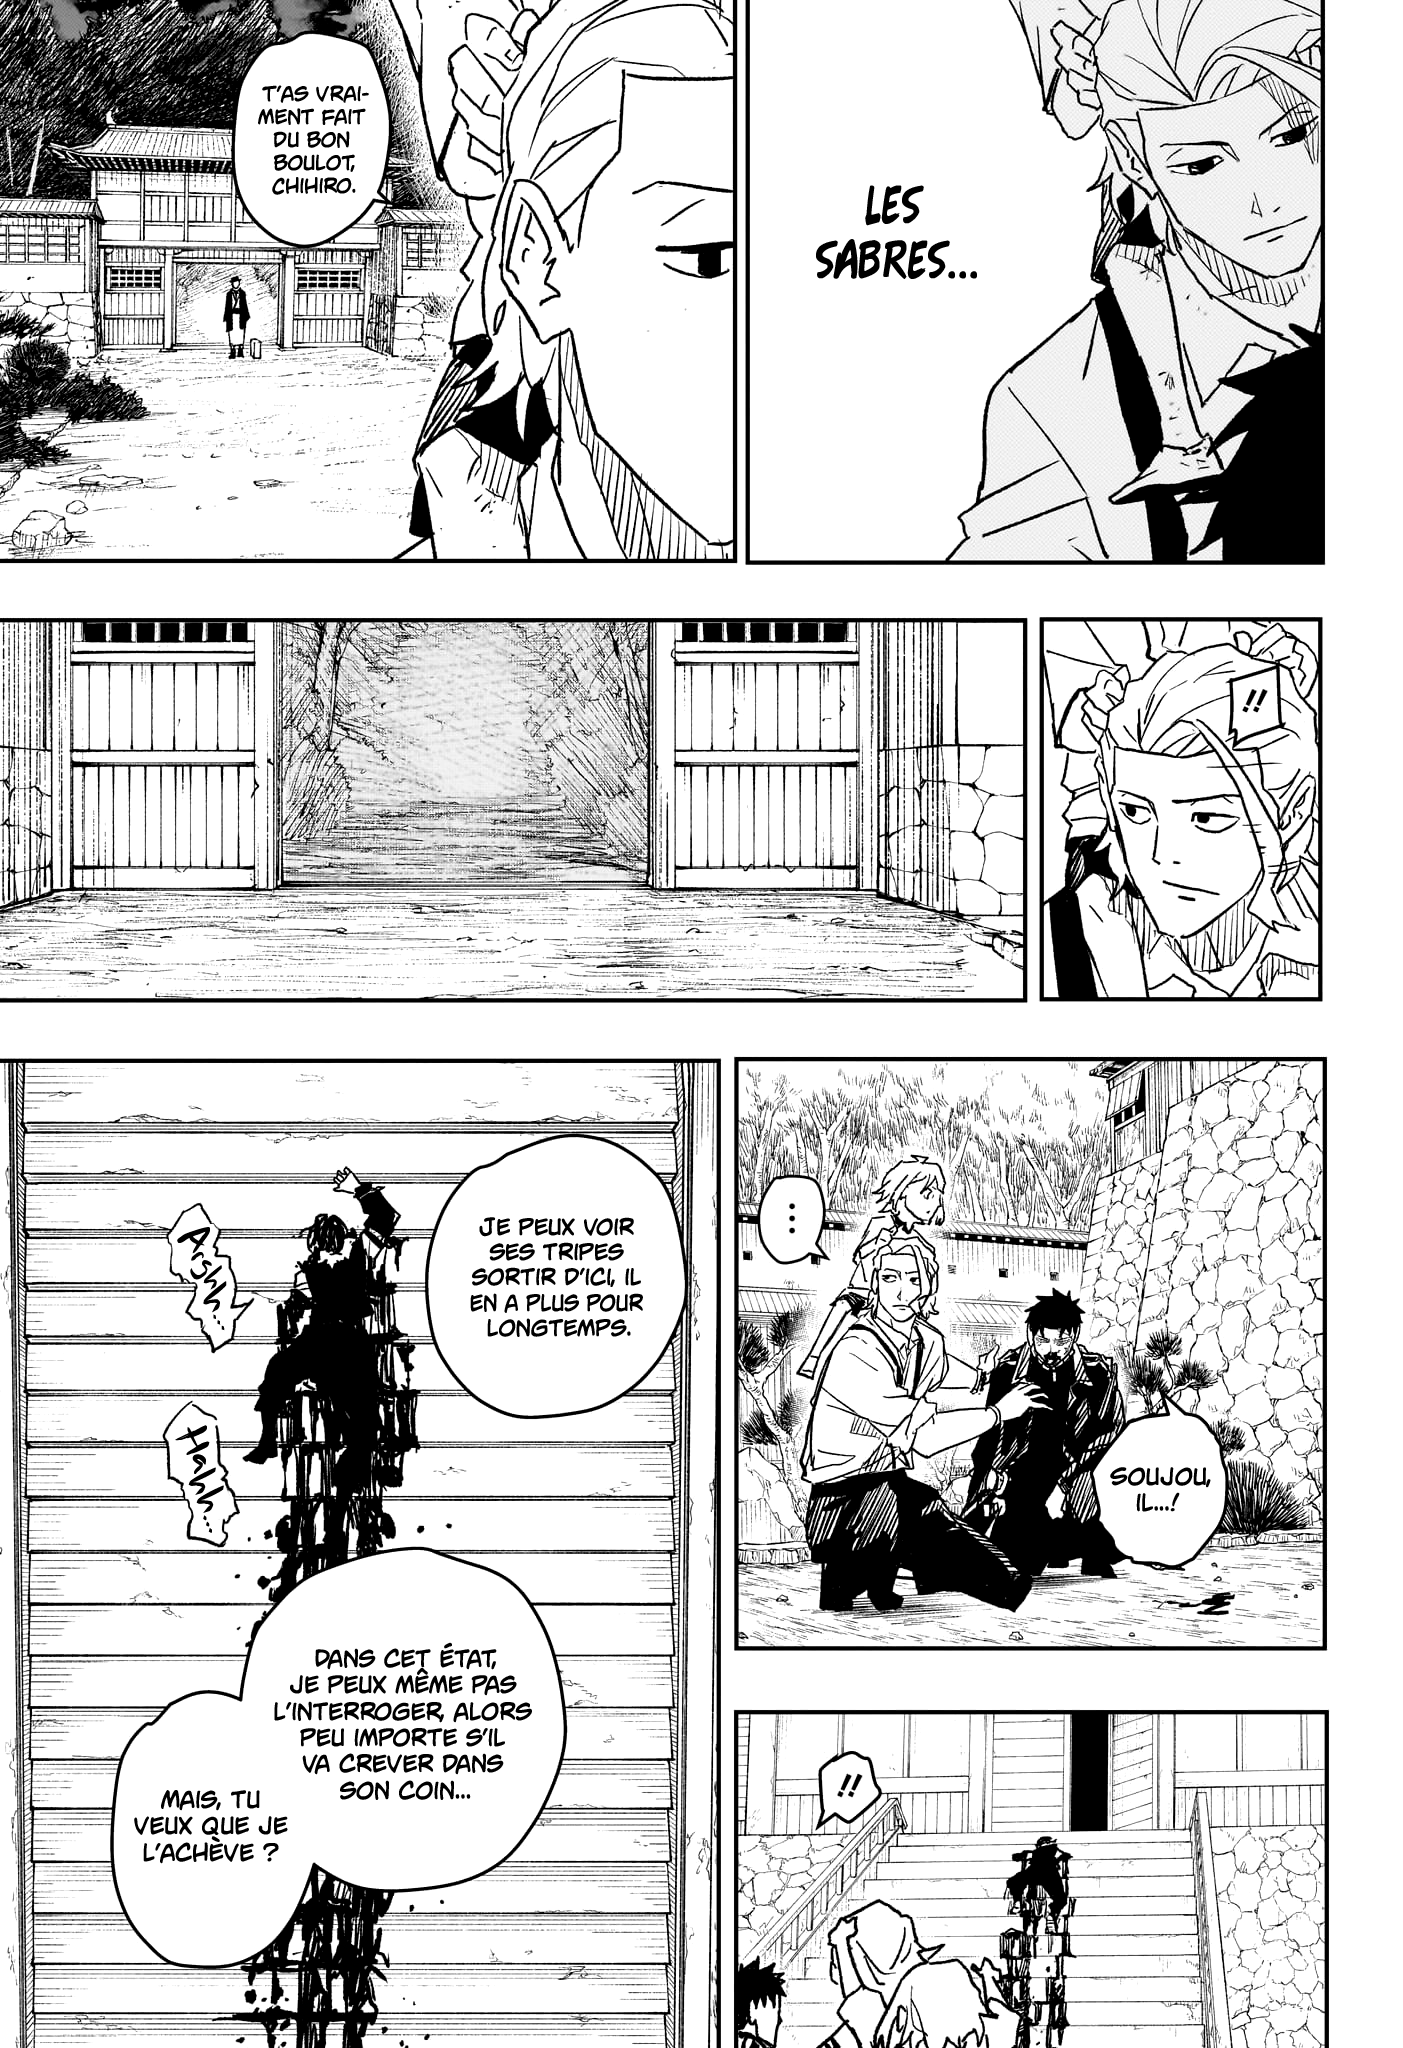 LES
SABRES...
T'AS VRAI-
MENT FAIT
DU BON
BOULOT,
CHIHIRO.
!!
...
SOUJOU,
IL...!
!!
JE PEUX VOIR
SES TRIPES
SORTIR D'ICI, IL
EN A PLUS POUR
LONGTEMPS.
Aghh...
Hahh...
DANS CET ÉTAT,
JE PEUX MÊME PAS
L'INTERROGER, ALORS
PEU IMPORTE S'IL
VA CREVER DANS
SON COIN...
MAIS, TU
VEUX QUE JE
L'ACHÈVE ?